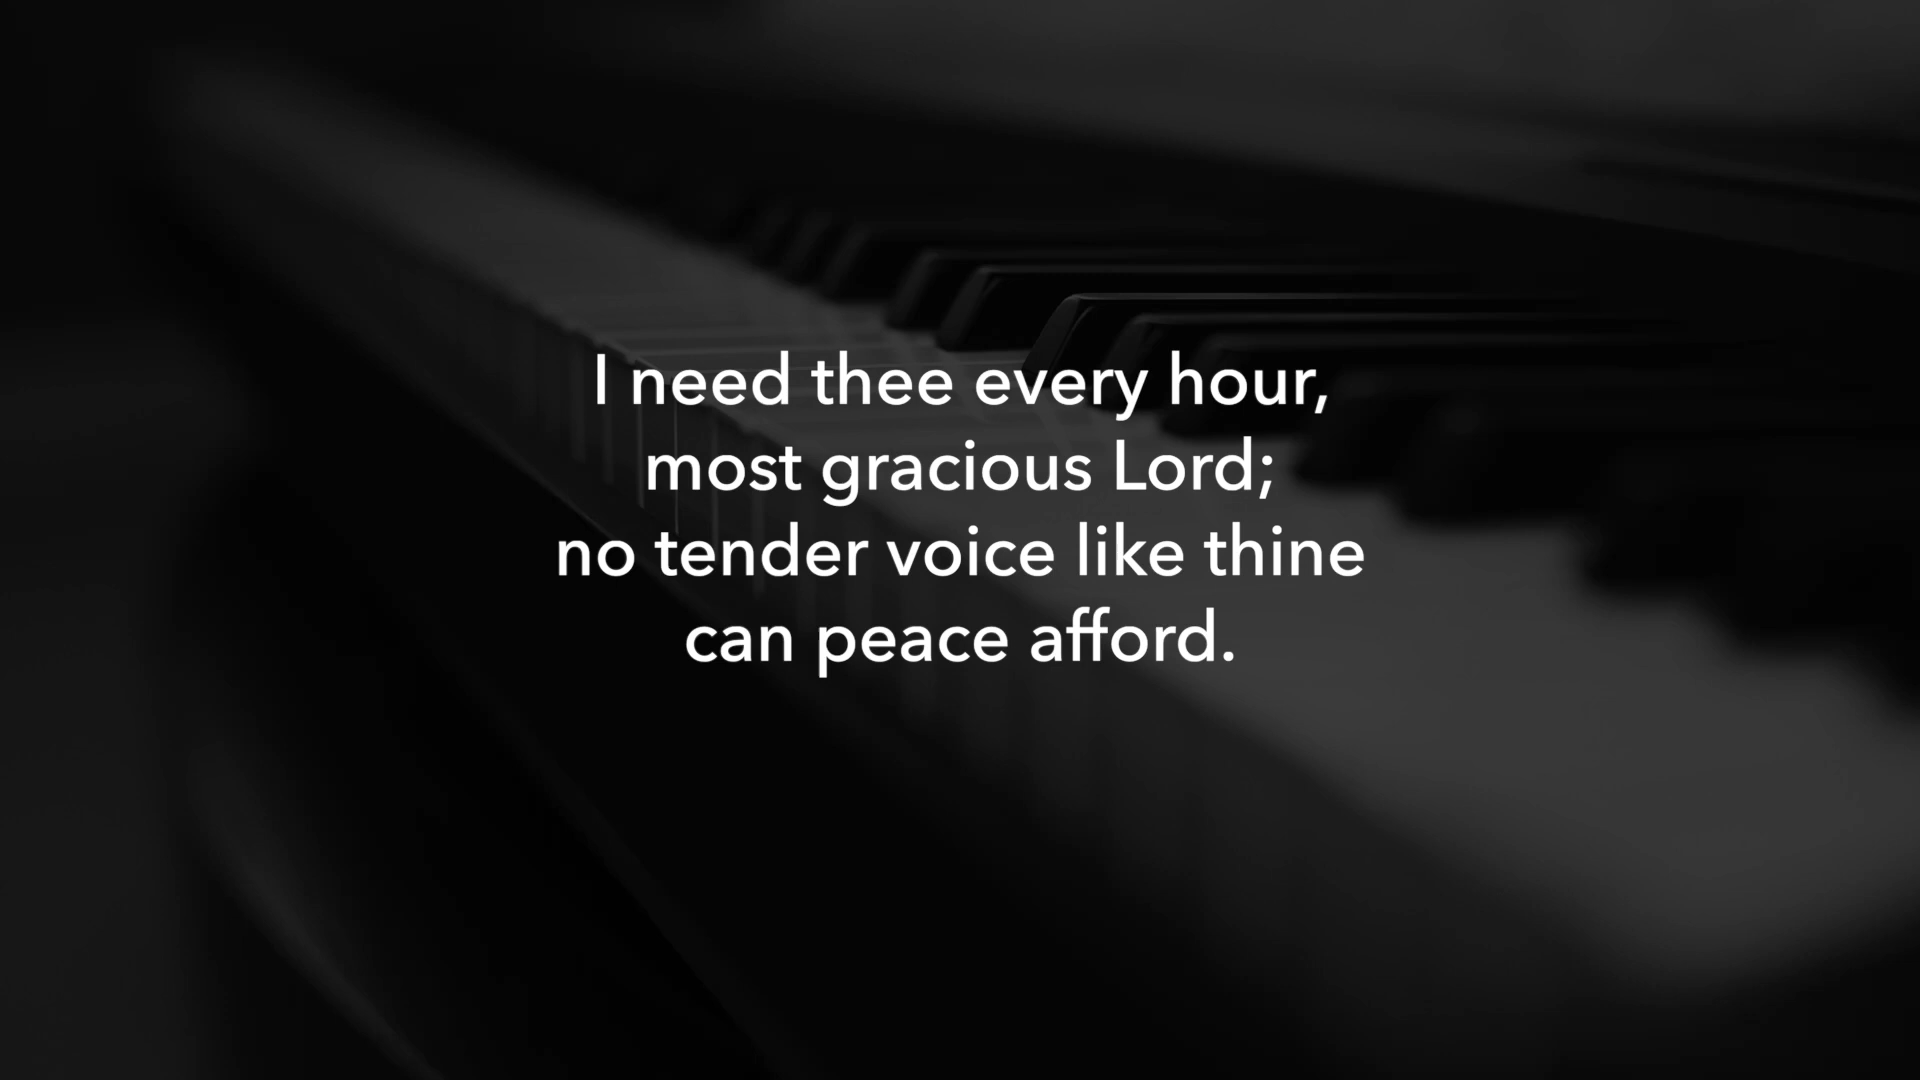 I need thee every hour,
most gracious Lord;
no tender voice like thine
can peace afford.